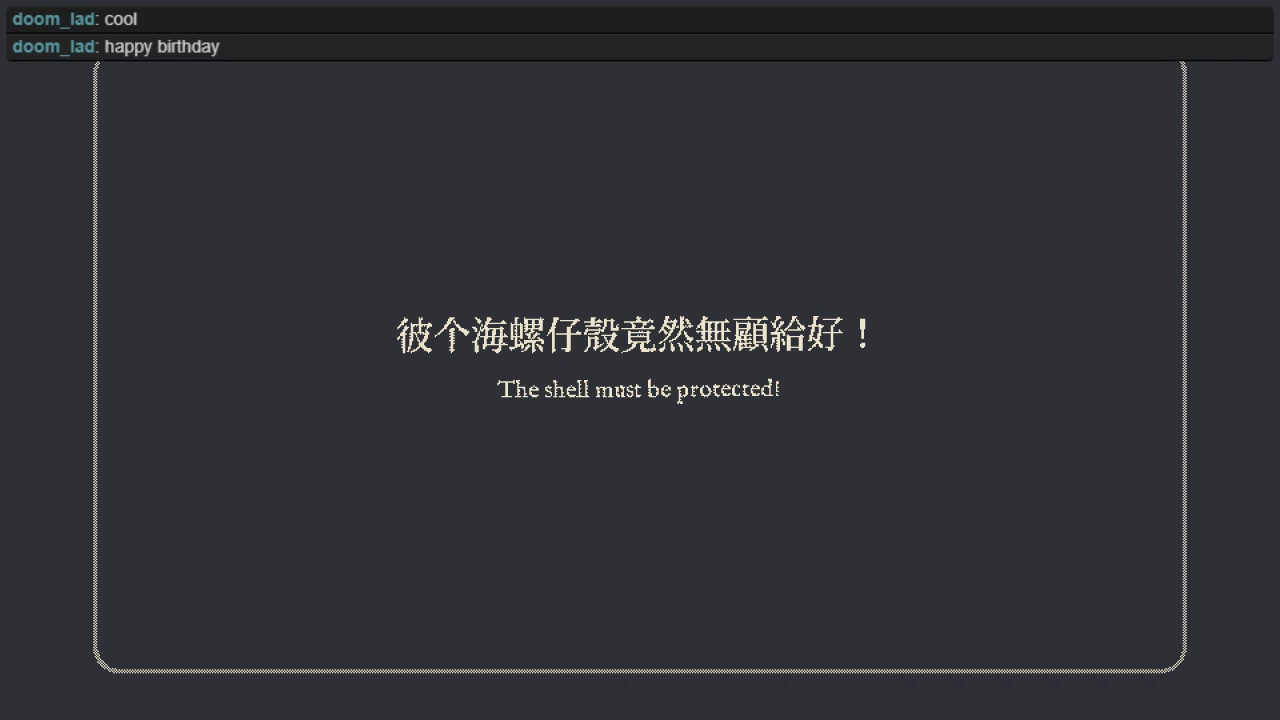 doom_lad: cool
doom_lad: happy birthday
彼个海螺仔殼竟然無顧給好！
The shell must be protected!